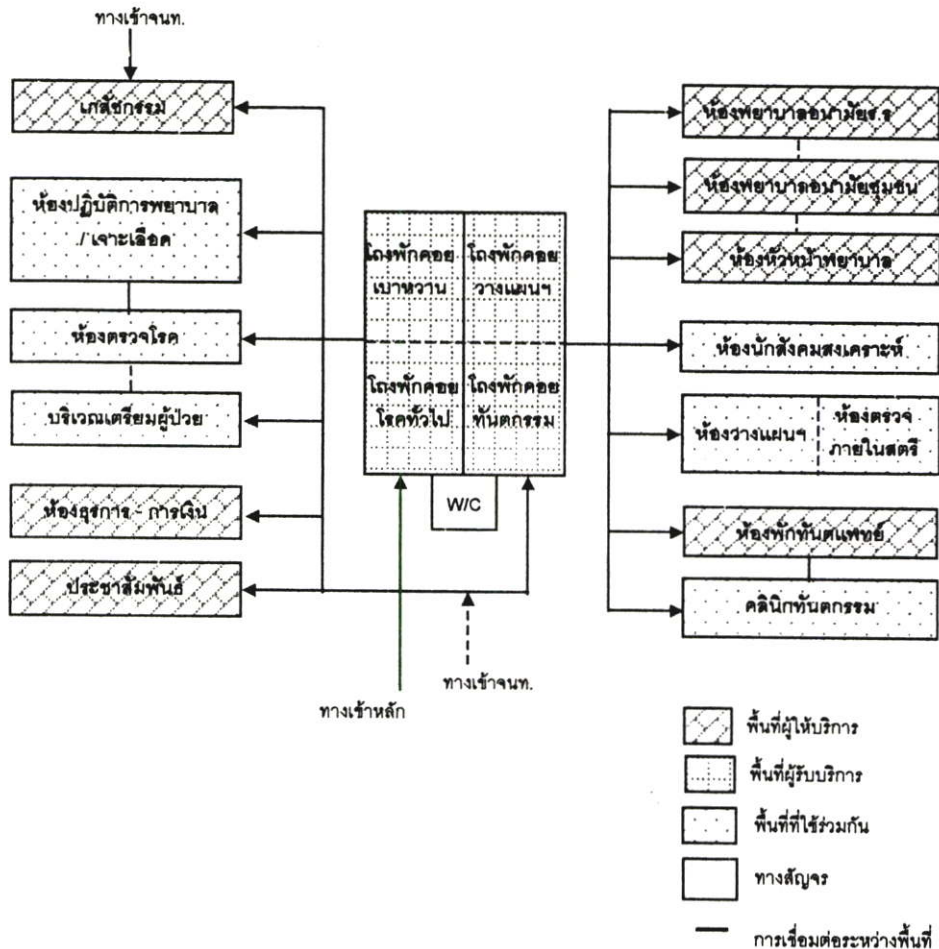 ทางเข้าจนท.
เภสัชกรรม
ห้องปฏิบัติการพยาบาล
/ เจาะเลือด
ห้องตรวจโรค
บริเวณเตรียมผู้ป่วย
ห้องธุรการ - การเงิน
ประชาสัมพันธ์
โถงพักคอย
เบาหวาน
โถงพักคอย
วางแผนฯ
โถงพักคอย
โรคทั่วไป
โถงพักคอย
ทันตกรรม
W/C
ทางเข้าหลัก
ทางเข้าจนท.
ห้องพยาบาลอนามัยร.ร
ห้องพยาบาลอนามัยชุมชน
ห้องหัวหน้าพยาบาล
ห้องนักสังคมสงเคราะห์
ห้องวางแผนฯ
ห้องตรวจ
ภายในสตรี
ห้องพักทันตแพทย์
คลินิกทันตกรรม
พื้นที่ผู้ให้บริการ
พื้นที่ผู้รับบริการ
พื้นที่ที่ใช้ร่วมกัน
ทางสัญจร
การเชื่อมต่อระหว่างพื้นที่